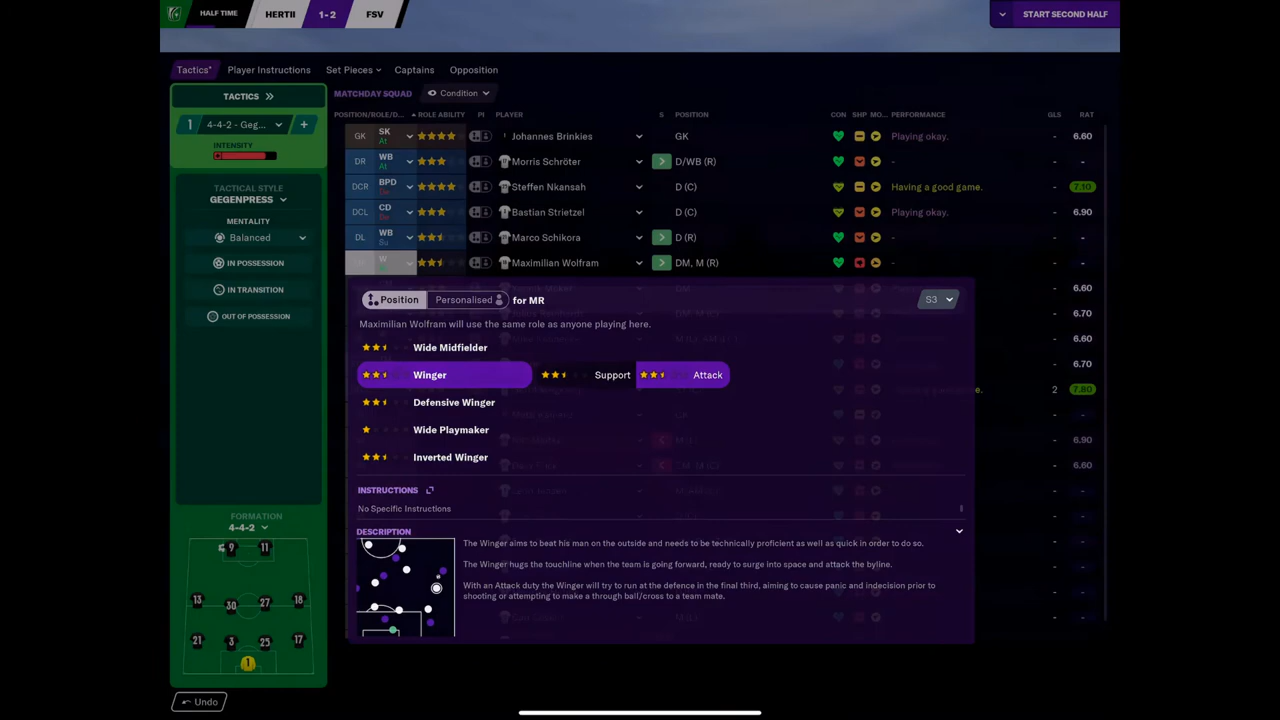 HALF TIME
HERTII 1-2 FSV
START SECOND HALF
Tactics* Player Instructions Set Pieces Captains Opposition
TACTICS
1 4-4-2 - Geg...
INTENSITY
TACTICAL STYLE
GEGENPRESS
MENTALITY
Balanced
IN POSSESSION
IN TRANSITION
OUT OF POSSESSION
FORMATION
4-4-2
9 11
13 30 27 18
21 3 25 17
1
Undo
MATCHDAY SQUAD Condition
POSITION/ROLE/D... ROLE ABILITY PI PLAYER S POSITION CON SHP MO... PERFORMANCE GLS RAT
GK SK At Johannes Brinkies GK Playing okay. - 6.60
DR WB At Morris Schröter D/WB (R) - - -
DCR BPD De Steffen Nkansah D (C) Having a good game. - 7.10
DCL CD De Bastian Strietzel D (C) Playing okay. - 6.90
DL WB Su Marco Schikora D (R) - - -
W Maximilian Wolfram DM, M (R) - - -
- 6.60
- 6.70
- 6.60
2 7.80
- 6.90
- 6.60
Position Personalised for MR S3
Maximilian Wolfram will use the same role as anyone playing here.
Wide Midfielder
Winger Support Attack
Defensive Winger
Wide Playmaker
Inverted Winger
INSTRUCTIONS
No Specific Instructions
DESCRIPTION
The Winger aims to beat his man on the outside and needs to be technically proficient as well as quick in order to do so.
The Winger hugs the touchline when the team is going forward, ready to surge into space and attack the byline.
With an Attack duty the Winger will try to run at the defence in the final third, aiming to cause panic and indecision prior to
shooting or attempting to make a through ball/cross to a team mate.